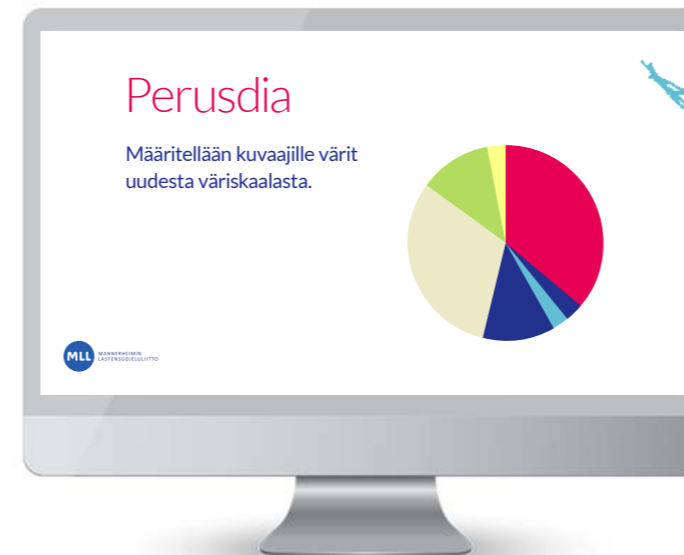 Perusdia
Määritellään kuvaajille värit
uudesta väriskaalasta.
MLL
MANNERHEIMIN
LASTENSUOJELULIITTO